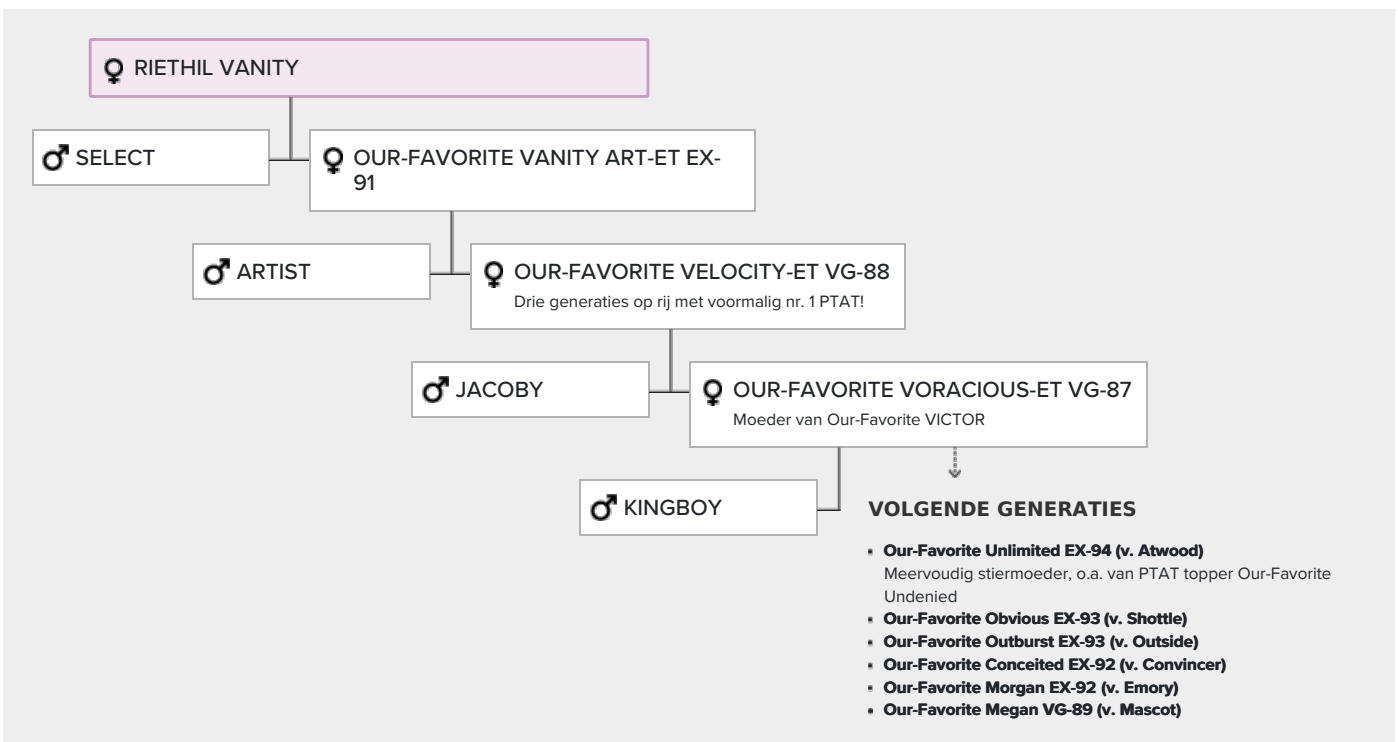 RIETHIL VANITY
SELECT
OUR-FAVORITE VANITY ART-ET EX-
91
ARTIST
OUR-FAVORITE VELOCITY-ET VG-88
Drie generaties op rij met voormalig nr. 1 PTAT!
JACOBY
OUR-FAVORITE VORACIOUS-ET VG-87
Moeder van Our-Favorite VICTOR
KINGBOY
VOLGENDE GENERATIES
Our-Favorite Unlimited EX-94 (v. Atwood)
Meervoudig stiermoeder, o.a. van PTAT topper Our-Favorite
Undenied
Our-Favorite Obvious EX-93 (v. Shottle)
Our-Favorite Outburst EX-93 (v. Outside)
Our-Favorite Conceited EX-92 (v. Convincer)
Our-Favorite Morgan EX-92 (v. Emory)
Our-Favorite Megan VG-89 (v. Mascot)